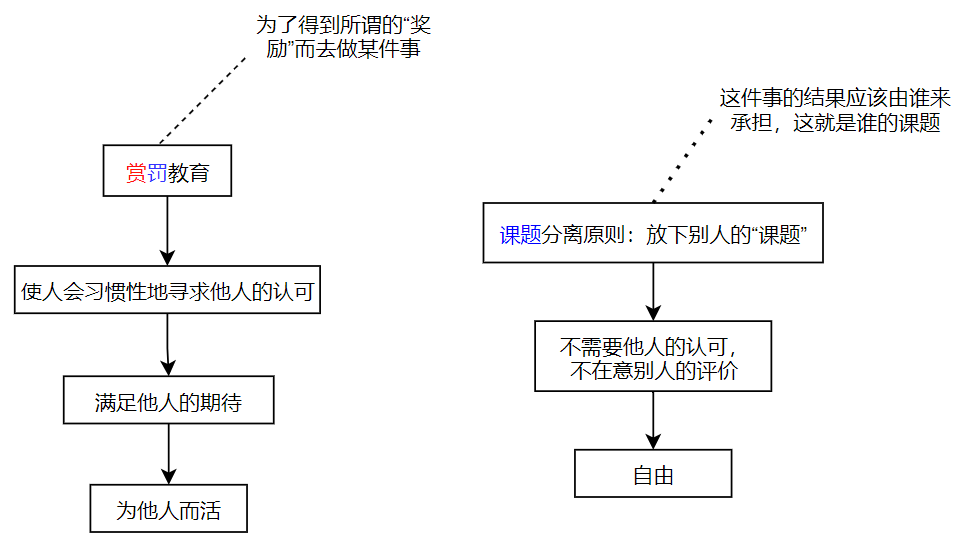 为了得到所谓的“奖
励”而去做某件事
赏罚教育
使人会习惯性地寻求他人的认可
满足他人的期待
为他人而活
这件事的结果应该由谁来
承担，这就是谁的课题
课题分离原则：放下别人的“课题”
不需要他人的认可，
不在意别人的评价
自由